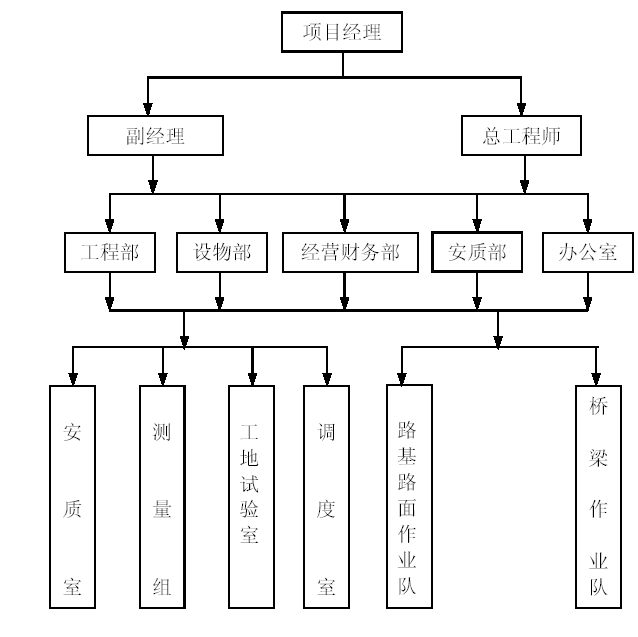 项目经理
副经理
总工程师
工程部
设物部
经营财务部
安质部
办公室
安质室
测量组
工地试验室
调度室
路基路面作业队
桥梁作业队